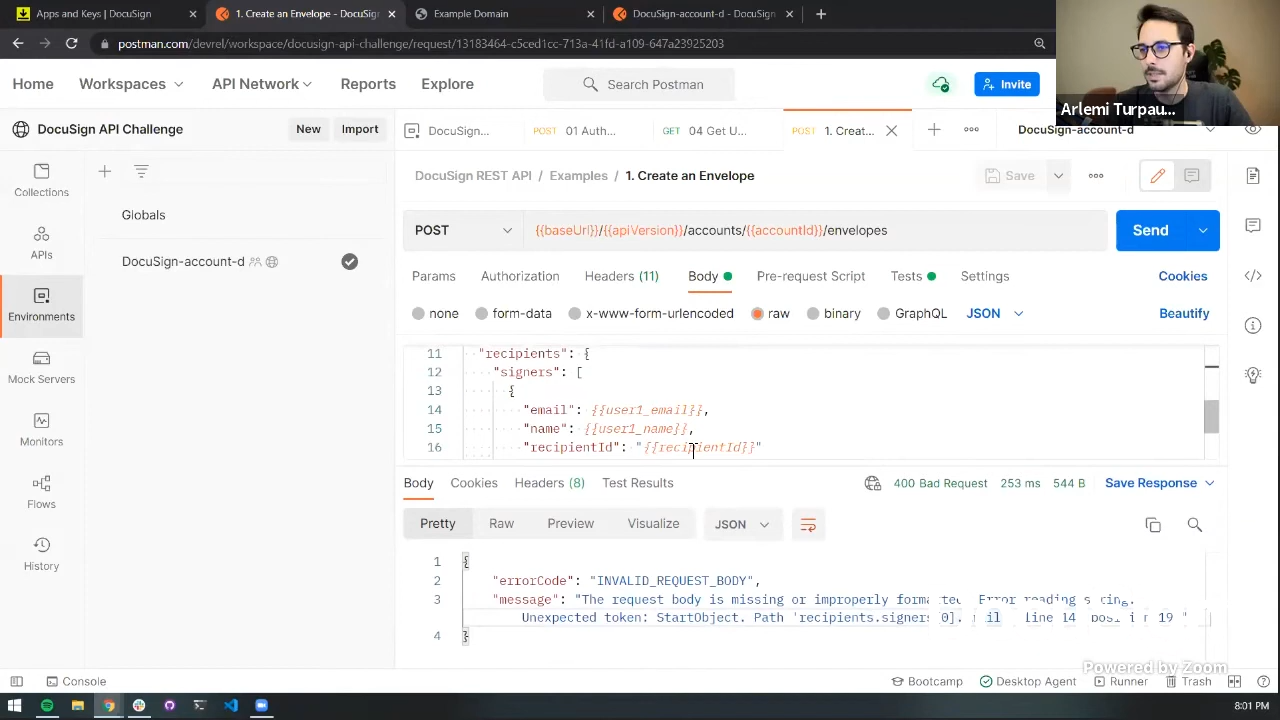 Apps and Keys | DocuSign
1. Create an Envelope - DocuSign
Example Domain
DocuSign-account-d - DocuSign
postman.com/devrel/workspace/docusign-api-challenge/request/13183464-c5ced1cc-713a-41fd-a109-647a23925203
Home
Workspaces
API Network
Reports
Explore
Search Postman
Invite
Arlemi Turpau...
DocuSign API Challenge
New
Import
DocuSign...
POST 01 Auth...
GET 04 Get U...
POST 1. Creat...
DocuSign-account-d
Collections
APIs
Environments
Mock Servers
Monitors
Flows
History
Globals
DocuSign-account-d
DocuSign REST API / Examples / 1. Create an Envelope
Save
POST
{{baseUrl}}/{{apiVersion}}/accounts/{{accountId}}/envelopes
Send
Params
Authorization
Headers (11)
Body
Pre-request Script
Tests
Settings
Cookies
none
form-data
x-www-form-urlencoded
raw
binary
GraphQL
JSON
Beautify
11 "recipients": {
12 "signers": [
13 {
14 "email": {{user1_email}},
15 "name": {{user1_name}},
16 "recipientId": "{{recipientId}}"
Body
Cookies
Headers (8)
Test Results
400 Bad Request
253 ms
544 B
Save Response
Pretty
Raw
Preview
Visualize
JSON
1 {
2 "errorCode": "INVALID_REQUEST_BODY",
3 "message": "The request body is missing or improperly formatted. Error reading string.
Unexpected token: StartObject. Path 'recipients.signers 0]. line 14
4 }
Powered by Zoom
Console
Bootcamp
Desktop Agent
Runner
Trash
8:01 PM